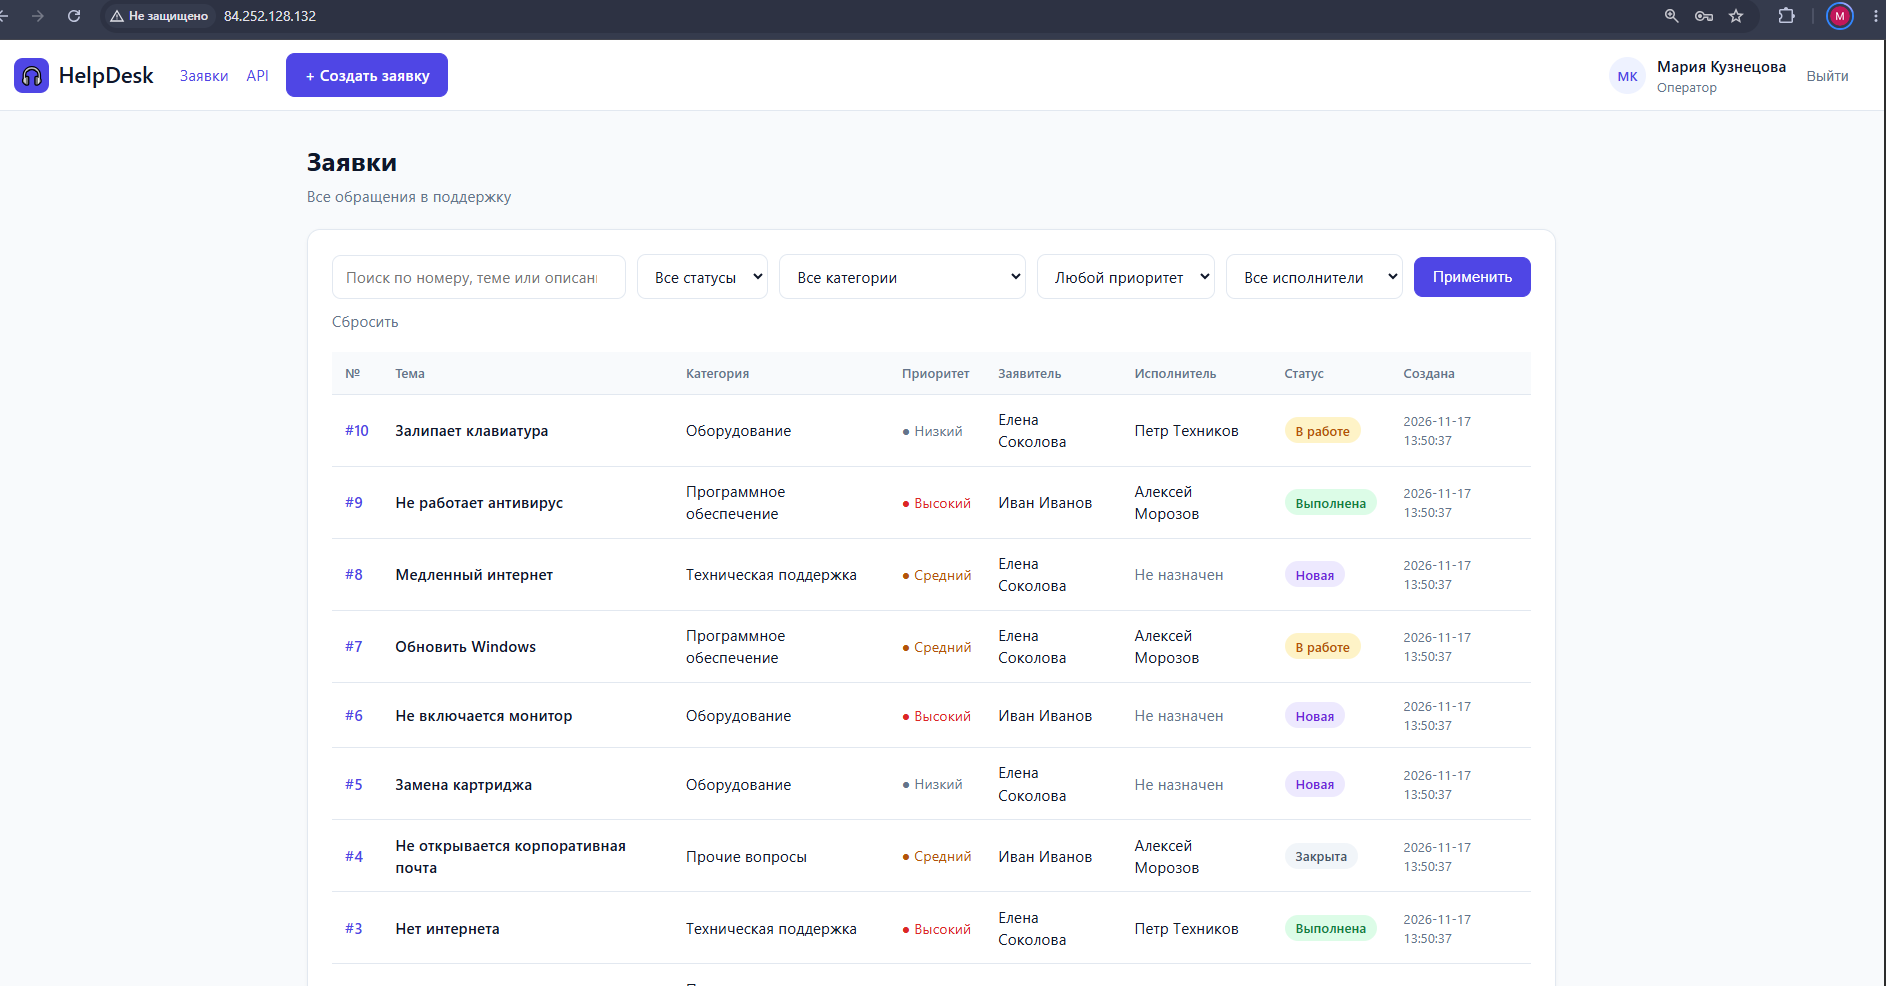 Не защищено 84.252.128.132
M
HelpDesk Заявки API + Создать заявку
МК Мария Кузнецова Выйти
Оператор
Заявки
Все обращения в поддержку
Поиск по номеру, теме или описани Все статусы Все категории Любой приоритет Все исполнители Применить
Сбросить
№ Тема Категория Приоритет Заявитель Исполнитель Статус Создана
#10 Залипает клавиатура Оборудование Низкий Елена Соколова Петр Техников В работе 2026-11-17 13:50:37
#9 Не работает антивирус Программное обеспечение Высокий Иван Иванов Алексей Морозов Выполнена 2026-11-17 13:50:37
#8 Медленный интернет Техническая поддержка Средний Елена Соколова Не назначен Новая 2026-11-17 13:50:37
#7 Обновить Windows Программное обеспечение Средний Елена Соколова Алексей Морозов В работе 2026-11-17 13:50:37
#6 Не включается монитор Оборудование Высокий Иван Иванов Не назначен Новая 2026-11-17 13:50:37
#5 Замена картриджа Оборудование Низкий Елена Соколова Не назначен Новая 2026-11-17 13:50:37
#4 Не открывается корпоративная почта Прочие вопросы Средний Иван Иванов Алексей Морозов Закрыта 2026-11-17 13:50:37
#3 Нет интернета Техническая поддержка Высокий Елена Соколова Петр Техников Выполнена 2026-11-17 13:50:37